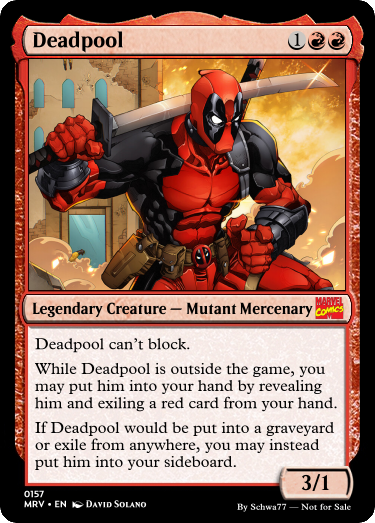 Deadpool 1
Legendary Creature — Mutant Mercenary MARVEL COMICS
Deadpool can't block.
While Deadpool is outside the game, you
may put him into your hand by revealing
him and exiling a red card from your hand.
If Deadpool would be put into a graveyard
or exile from anywhere, you may instead
put him into your sideboard.
3/1
0157
MRV • EN DAVID SOLANO
By Schwa77 — Not for Sale